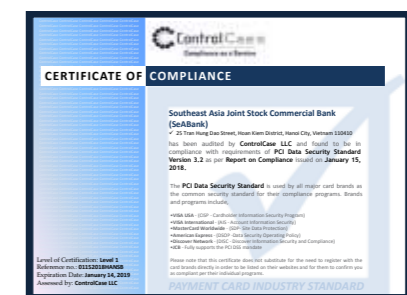 ControlCase
Compliance as a Service
CERTIFICATE OF COMPLIANCE
Southeast Asia Joint Stock Commercial Bank
(SeABank)
✓ 25 Tran Hung Dao Street, Hoan Kiem District, Hanoi City, Vietnam 110410
has been audited by ControlCase LLC and found to be in
compliance with requirements of PCI Data Security Standard
Version 3.2 as per Report on Compliance issued on January 15,
2018.
The PCI Data Security Standard is used by all major card brands as
the common security standard for their compliance programs. Brands
and programs include,
•VISA USA - (CISP - Cardholder Information Security Program)
•VISA International - (AIS - Account Information Security)
•MasterCard Worldwide - (SDP- Site Data Protection)
•American Express - (DSOP -Data Security Operating Policy)
•Discover Network - (DISC - Discover Information Security and Compliance)
•JCB - Fully supports the PCI DSS mandate
Please note that this certificate does not substitute for the need to register with the
card brands directly in order to be listed on their websites and for them to confirm you
as compliant per their individual programs.
Level of Certification: Level 1
Reference no.: 01152018HANSB
Expiration Date: January 14, 2019
Assessed by: ControlCase LLC
PAYMENT CARD INDUSTRY STANDARD